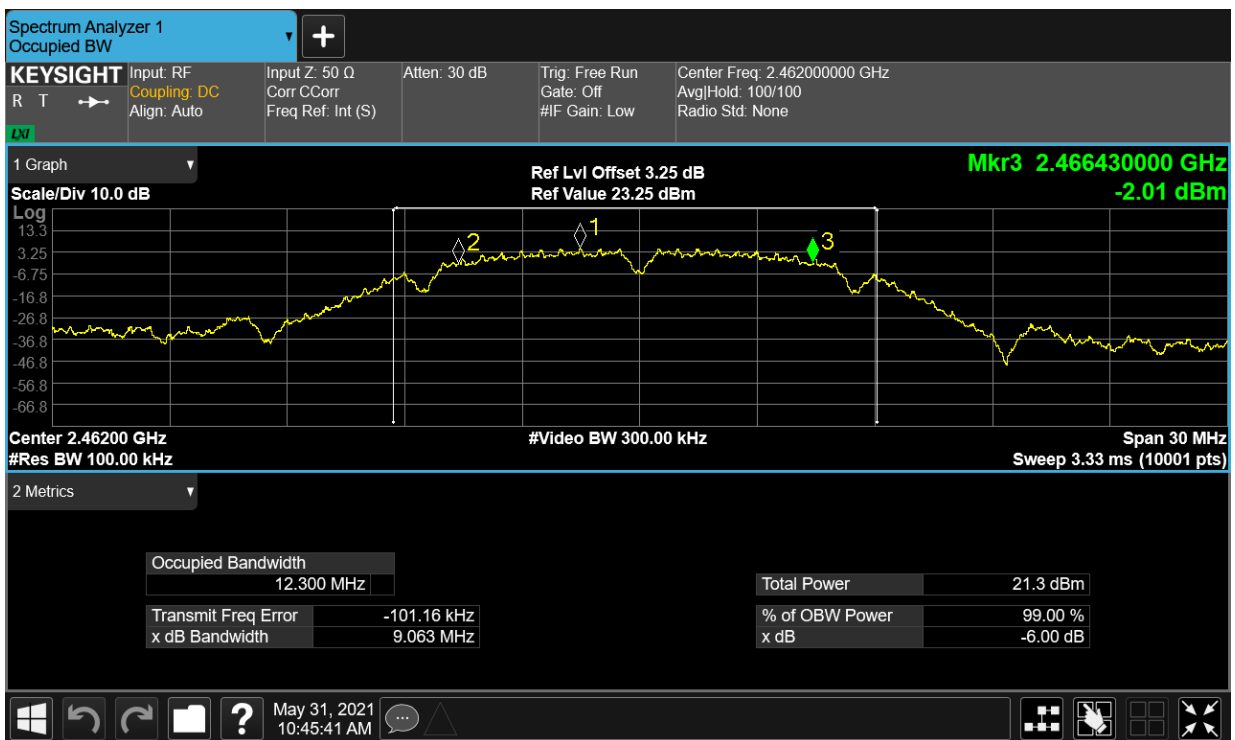 Spectrum Analyzer 1
Occupied BW
KEYSIGHT
R T
LXI
Input: RF
Coupling: DC
Align: Auto
Input Z: 50 Ω
Corr CCorr
Freq Ref: Int (S)
Atten: 30 dB
Trig: Free Run
Gate: Off
#IF Gain: Low
Center Freq: 2.462000000 GHz
Avg|Hold: 100/100
Radio Std: None
1 Graph
Scale/Div 10.0 dB
Ref Lvl Offset 3.25 dB
Ref Value 23.25 dBm
Mkr3 2.466430000 GHz
-2.01 dBm
Log
13.3
3.25
-6.75
-16.8
-26.8
-36.8
-46.8
-56.8
-66.8
2
1
3
Center 2.46200 GHz
#Res BW 100.00 kHz
#Video BW 300.00 kHz
Span 30 MHz
Sweep 3.33 ms (10001 pts)
2 Metrics
Occupied Bandwidth
12.300 MHz
Transmit Freq Error -101.16 kHz
x dB Bandwidth 9.063 MHz
Total Power 21.3 dBm
% of OBW Power 99.00 %
x dB -6.00 dB
?
May 31, 2021
10:45:41 AM